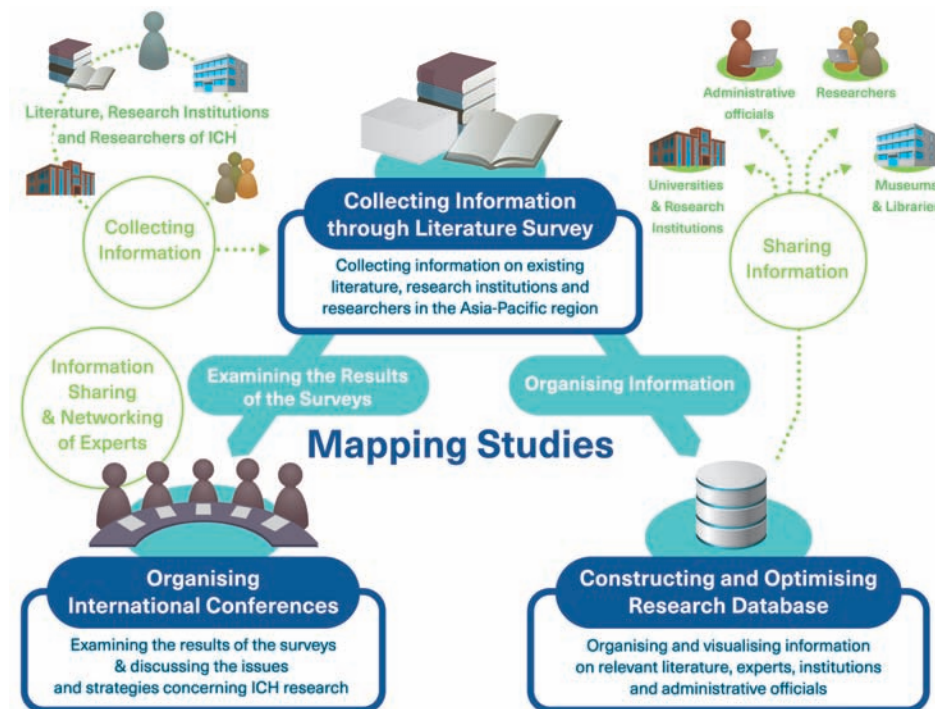 Literature, Research Institutions
and Researchers of ICH
Collecting
Information
Collecting Information
through Literature Survey
Collecting information on existing
literature, research institutions and
researchers in the Asia-Pacific region
Administrative
officials
Researchers
Universities
& Research
Institutions
Museums
& Libraries
Sharing
Information
Information
Sharing
& Networking
of Experts
Examining the Results
of the Surveys
Organising Information
Mapping Studies
Organising
International Conferences
Examining the results of the surveys
& discussing the issues
and strategies concerning ICH research
Constructing and Optimising
Research Database
Organising and visualising information
on relevant literature, experts, institutions
and administrative officials